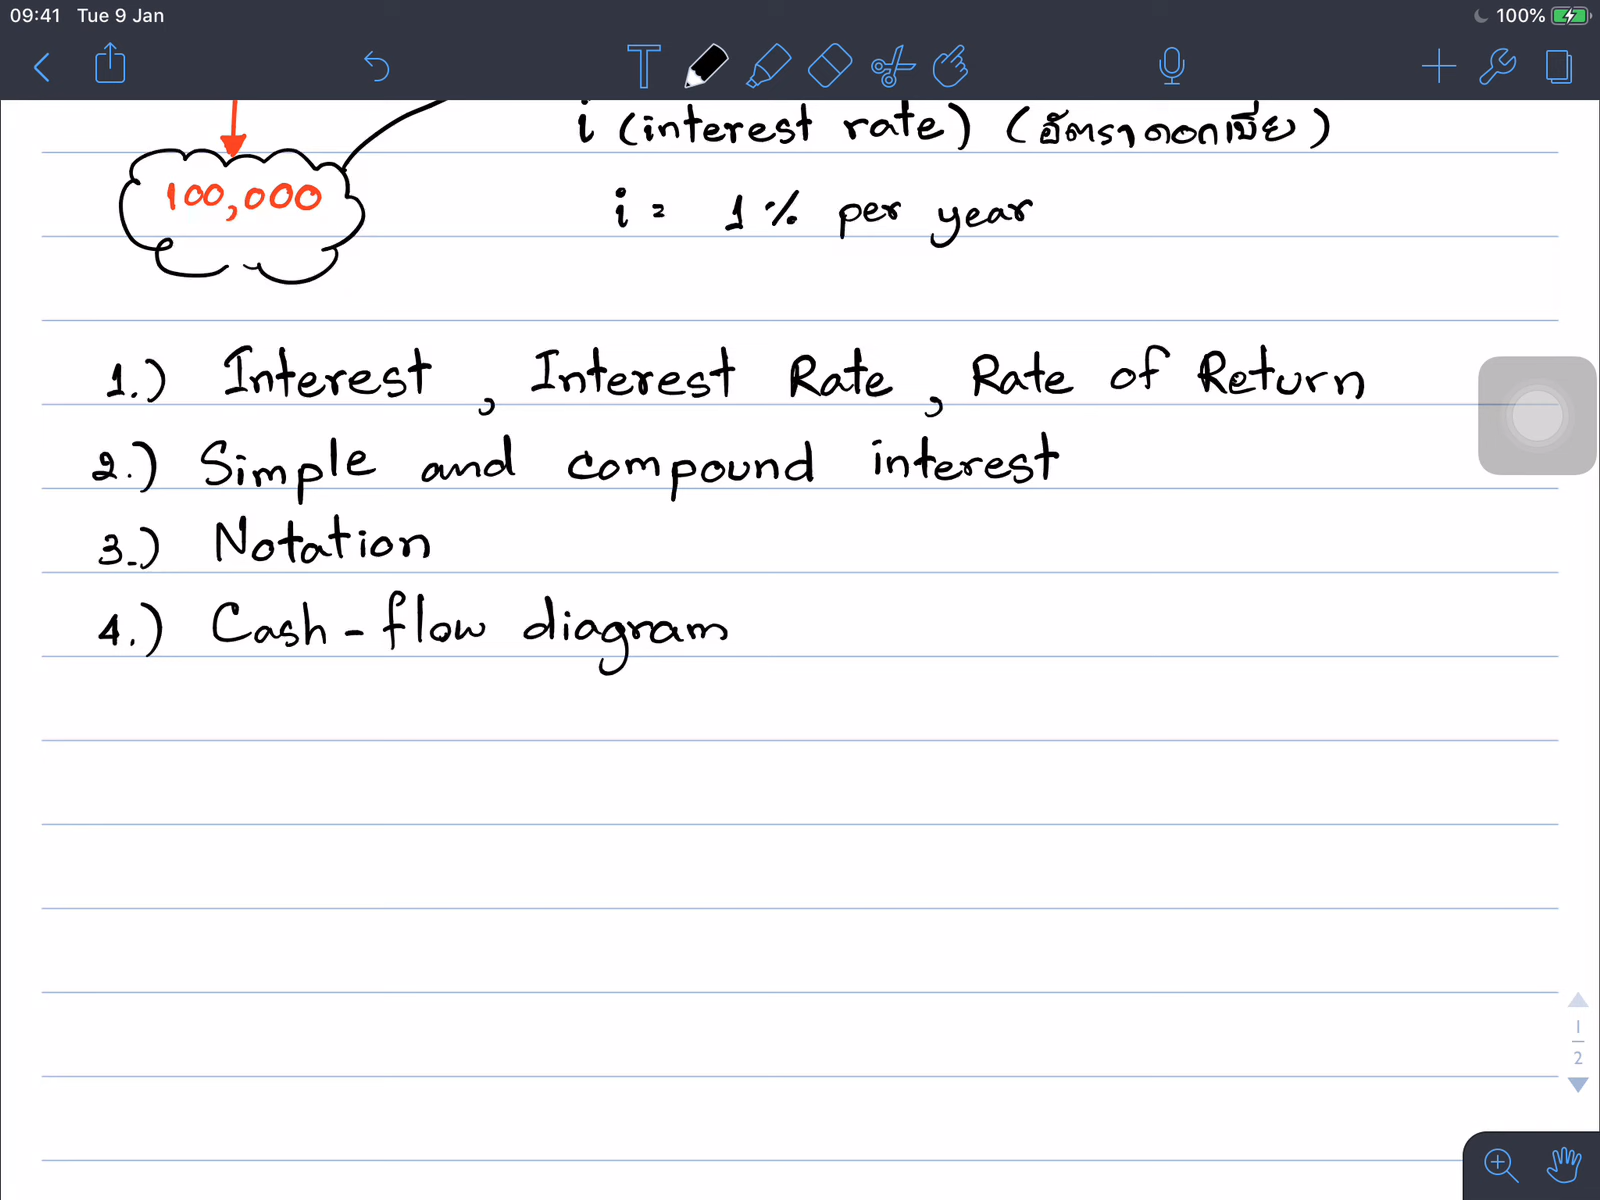 09:41 Tue 9 Jan 100%
i (interest rate) (อัตราดอกเบี้ย)
100,000
i = 1% per year
1.) Interest, Interest Rate, Rate of Return
2.) Simple and compound interest
3.) Notation
4.) Cash-flow diagram
1
2